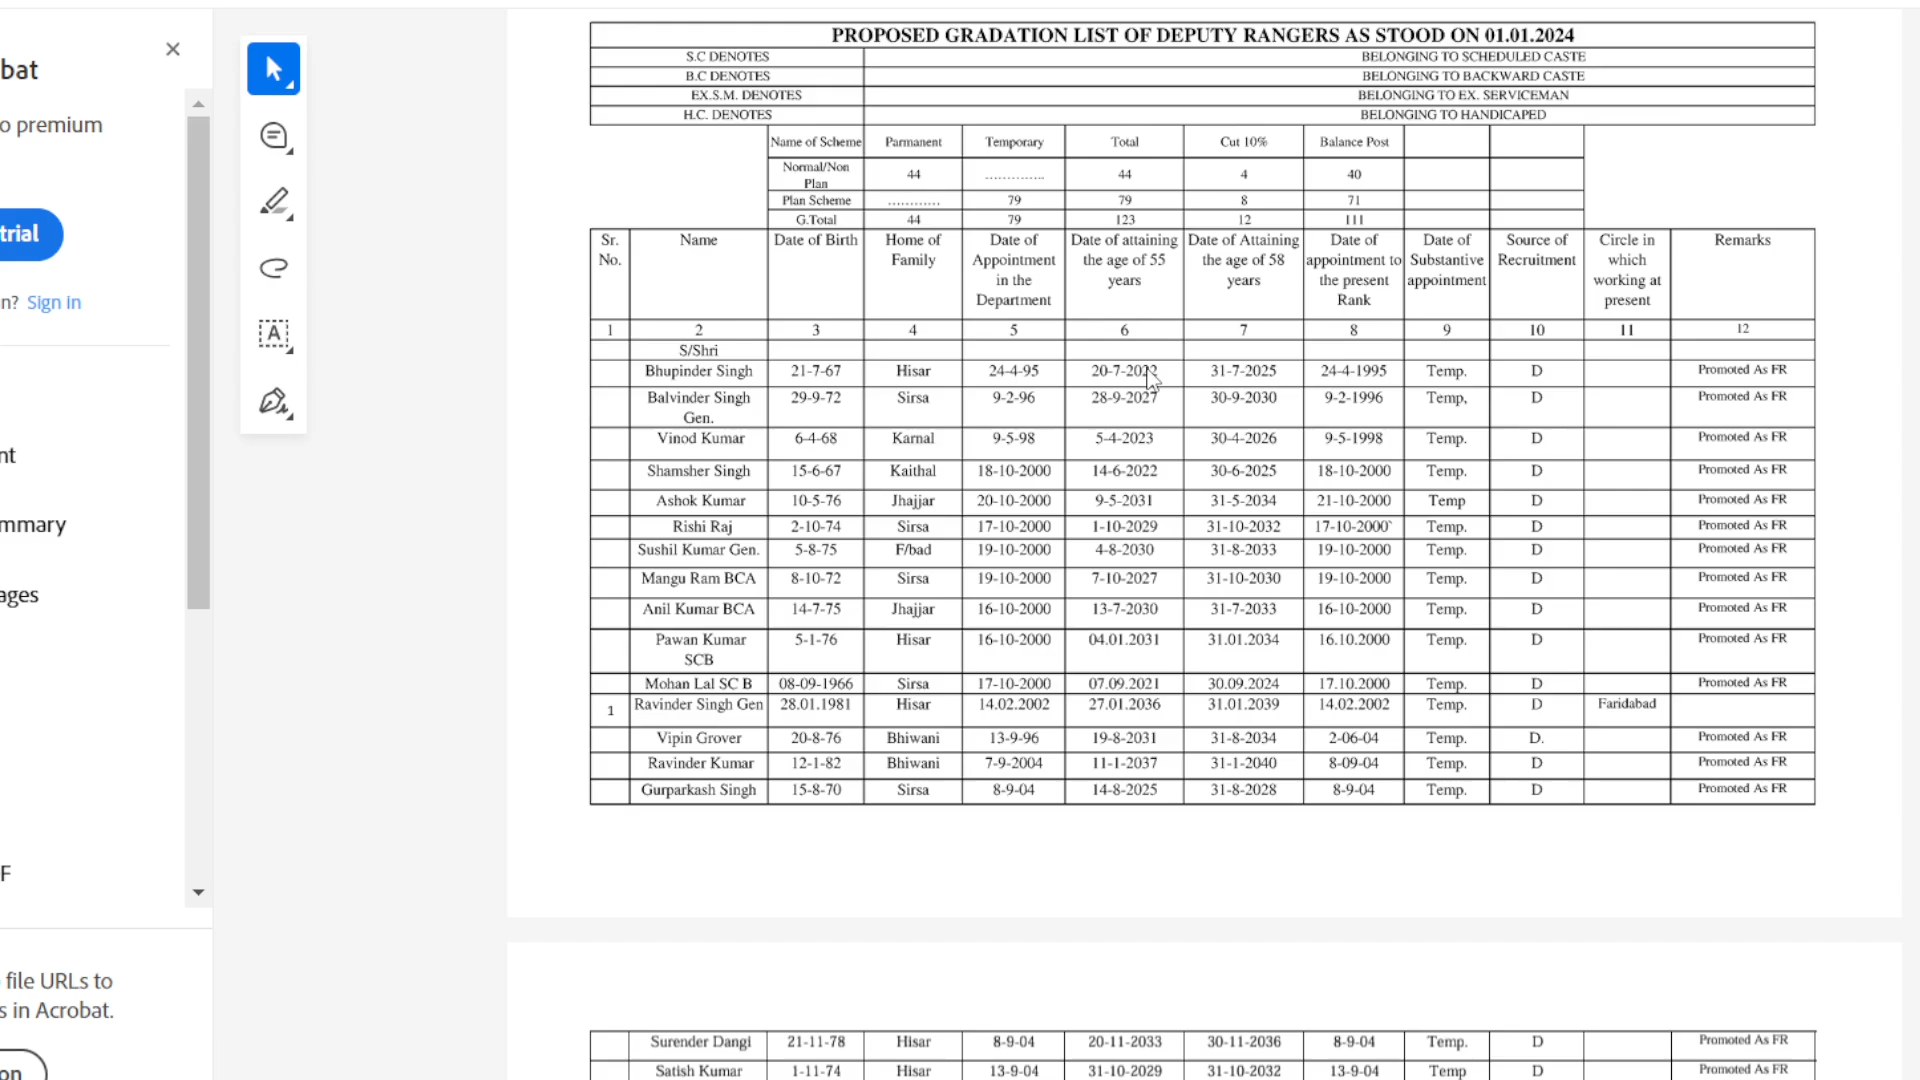 bat
o premium
trial
n? Sign in
nt
mmary
ages
F
file URLs to
s in Acrobat.
on
PROPOSED GRADATION LIST OF DEPUTY RANGERS AS STOOD ON 01.01.2024
S.C DENOTES BELONGING TO SCHEDULED CASTE
B.C DENOTES BELONGING TO BACKWARD CASTE
EX.S.M. DENOTES BELONGING TO EX. SERVICEMAN
H.C. DENOTES BELONGING TO HANDICAPED
Name of Scheme Parmanent Temporary Total Cut 10% Balance Post
Normal/Non Plan 44 .............. 44 4 40
Plan Scheme ............ 79 79 8 71
G.Total 44 79 123 12 111
Sr. No. Name Date of Birth Home of Family Date of Appointment in the Department Date of attaining the age of 55 years Date of Attaining the age of 58 years Date of appointment to the present Rank Date of Substantive appointment Source of Recruitment Circle in which working at present Remarks
1 2 3 4 5 6 7 8 9 10 11 12
S/Shri
Bhupinder Singh 21-7-67 Hisar 24-4-95 20-7-2022 31-7-2025 24-4-1995 Temp. D Promoted As FR
Balvinder Singh Gen. 29-9-72 Sirsa 9-2-96 28-9-2027 30-9-2030 9-2-1996 Temp, D Promoted As FR
Vinod Kumar 6-4-68 Karnal 9-5-98 5-4-2023 30-4-2026 9-5-1998 Temp. D Promoted As FR
Shamsher Singh 15-6-67 Kaithal 18-10-2000 14-6-2022 30-6-2025 18-10-2000 Temp. D Promoted As FR
Ashok Kumar 10-5-76 Jhajjar 20-10-2000 9-5-2031 31-5-2034 21-10-2000 Temp D Promoted As FR
Rishi Raj 2-10-74 Sirsa 17-10-2000 1-10-2029 31-10-2032 17-10-2000` Temp. D Promoted As FR
Sushil Kumar Gen. 5-8-75 F/bad 19-10-2000 4-8-2030 31-8-2033 19-10-2000 Temp. D Promoted As FR
Mangu Ram BCA 8-10-72 Sirsa 19-10-2000 7-10-2027 31-10-2030 19-10-2000 Temp. D Promoted As FR
Anil Kumar BCA 14-7-75 Jhajjar 16-10-2000 13-7-2030 31-7-2033 16-10-2000 Temp. D Promoted As FR
Pawan Kumar SCB 5-1-76 Hisar 16-10-2000 04.01.2031 31.01.2034 16.10.2000 Temp. D Promoted As FR
Mohan Lal SC B 08-09-1966 Sirsa 17-10-2000 07.09.2021 30.09.2024 17.10.2000 Temp. D Promoted As FR
1 Ravinder Singh Gen 28.01.1981 Hisar 14.02.2002 27.01.2036 31.01.2039 14.02.2002 Temp. D Faridabad
Vipin Grover 20-8-76 Bhiwani 13-9-96 19-8-2031 31-8-2034 2-06-04 Temp. D. Promoted As FR
Ravinder Kumar 12-1-82 Bhiwani 7-9-2004 11-1-2037 31-1-2040 8-09-04 Temp. D Promoted As FR
Gurparkash Singh 15-8-70 Sirsa 8-9-04 14-8-2025 31-8-2028 8-9-04 Temp. D Promoted As FR
Surender Dangi 21-11-78 Hisar 8-9-04 20-11-2033 30-11-2036 8-9-04 Temp. D Promoted As FR
Satish Kumar 1-11-74 Hisar 13-9-04 31-10-2029 31-10-2032 13-9-04 Temp D Promoted As FR